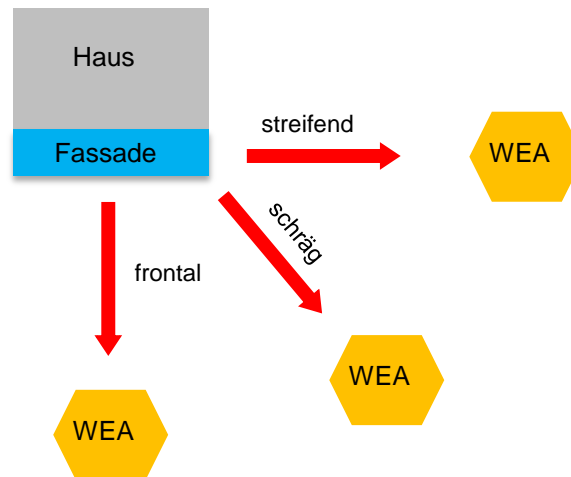 Haus
streifend
WEA
Fassade
schräg
frontal
WEA
WEA